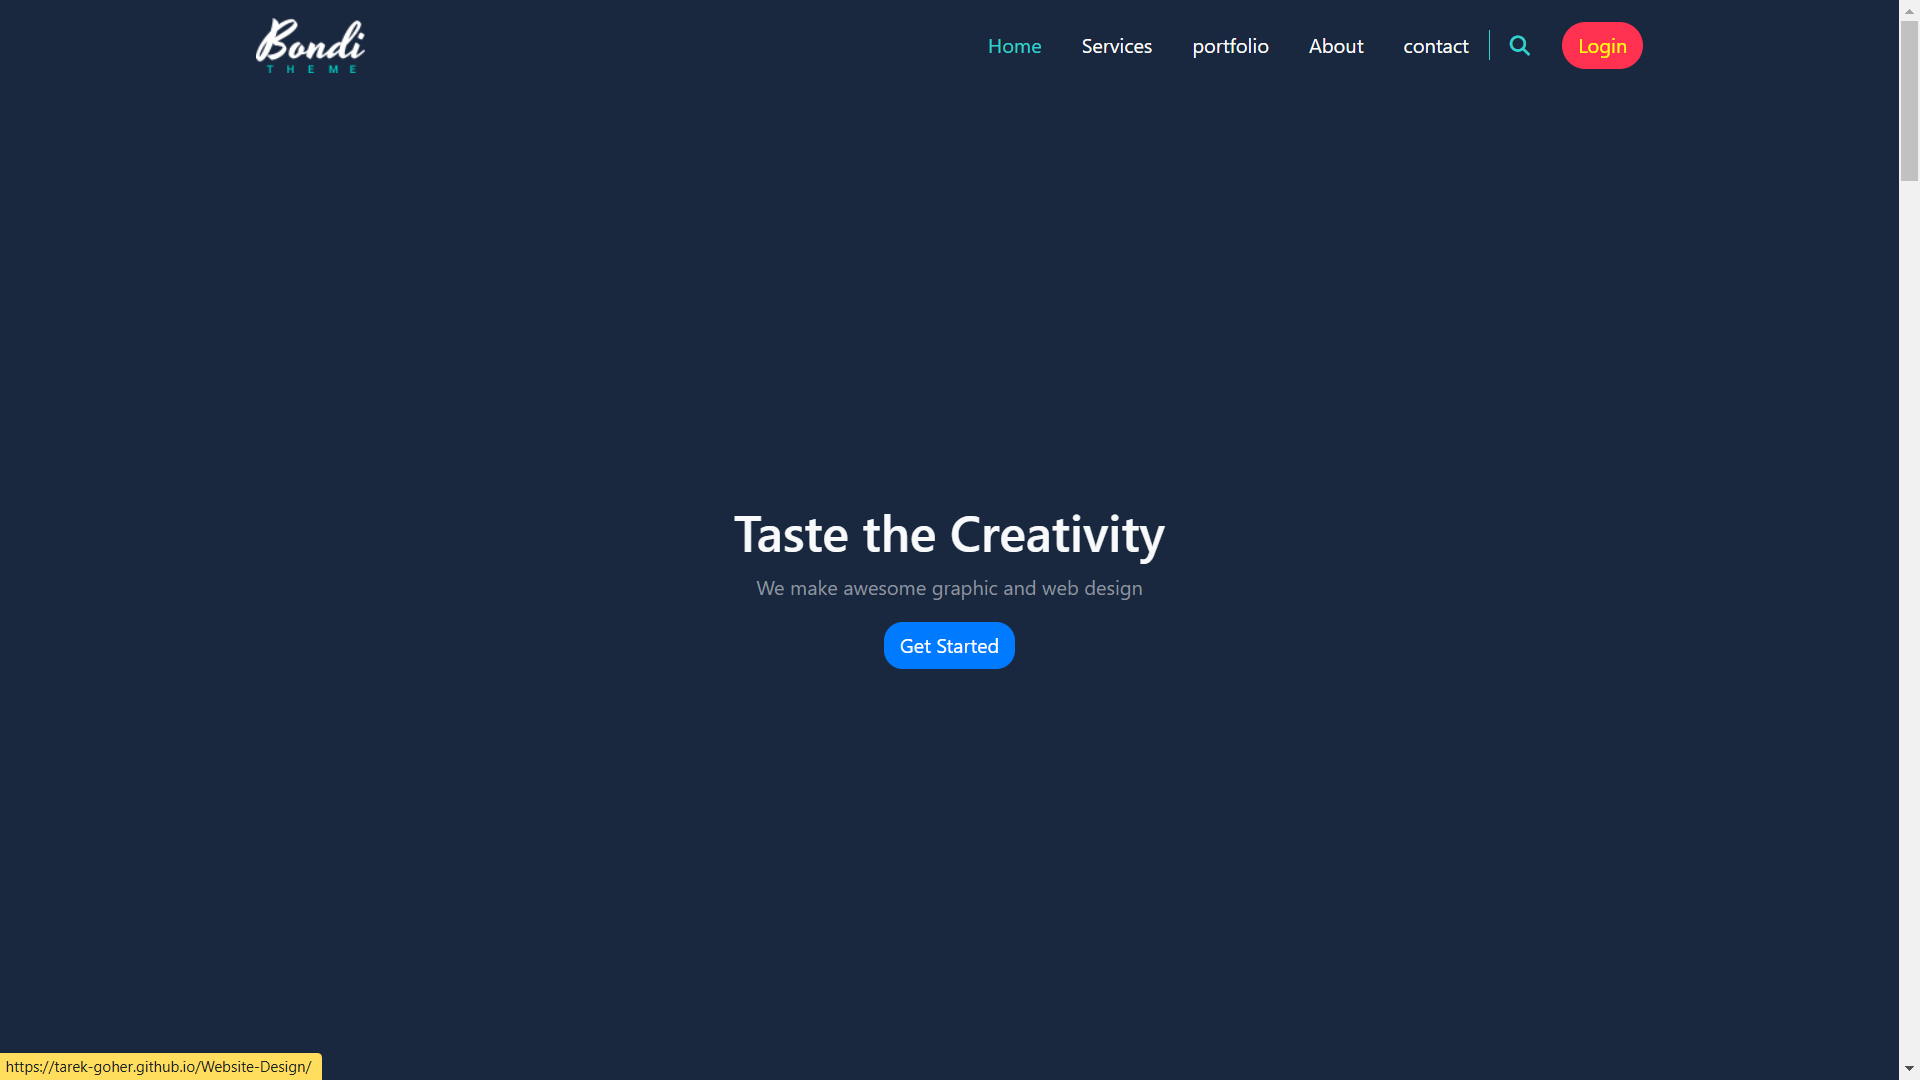 Bondi
THEME
Home Services portfolio About contact Login
Taste the Creativity
We make awesome graphic and web design
Get Started
https://tarek-goher.github.io/Website-Design/